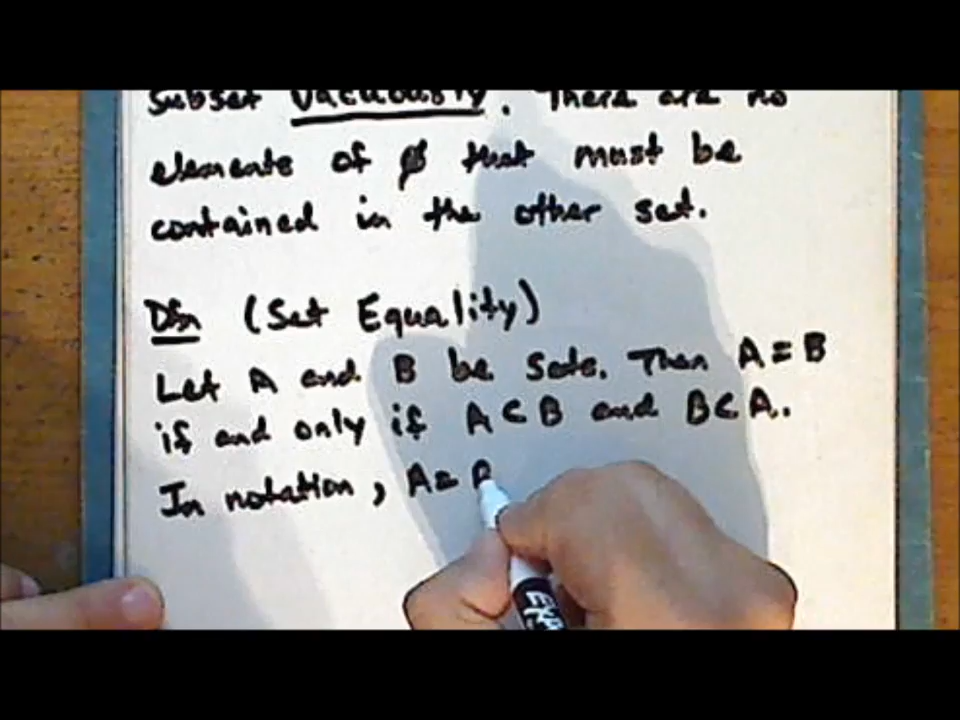 subset vacuously. There are no
elements of ∅ that must be
contained in the other set.
Dfn (Set Equality)
Let A and B be sets. Then A = B
if and only if A ⊂ B and B ⊂ A.
In notation, A = B
EXP